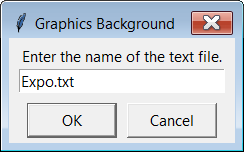 Graphics Background
Enter the name of the text file.
Expo.txt
OK
Cancel